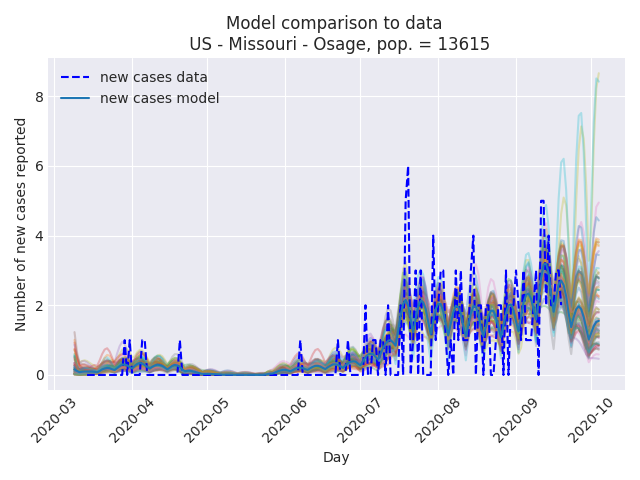 Model comparison to data
US - Missouri - Osage, pop. = 13615
new cases data
new cases model
Number of new cases reported
8
6
4
2
0
2020-03
2020-04
2020-05
2020-06
2020-07
2020-08
2020-09
2020-10
Day